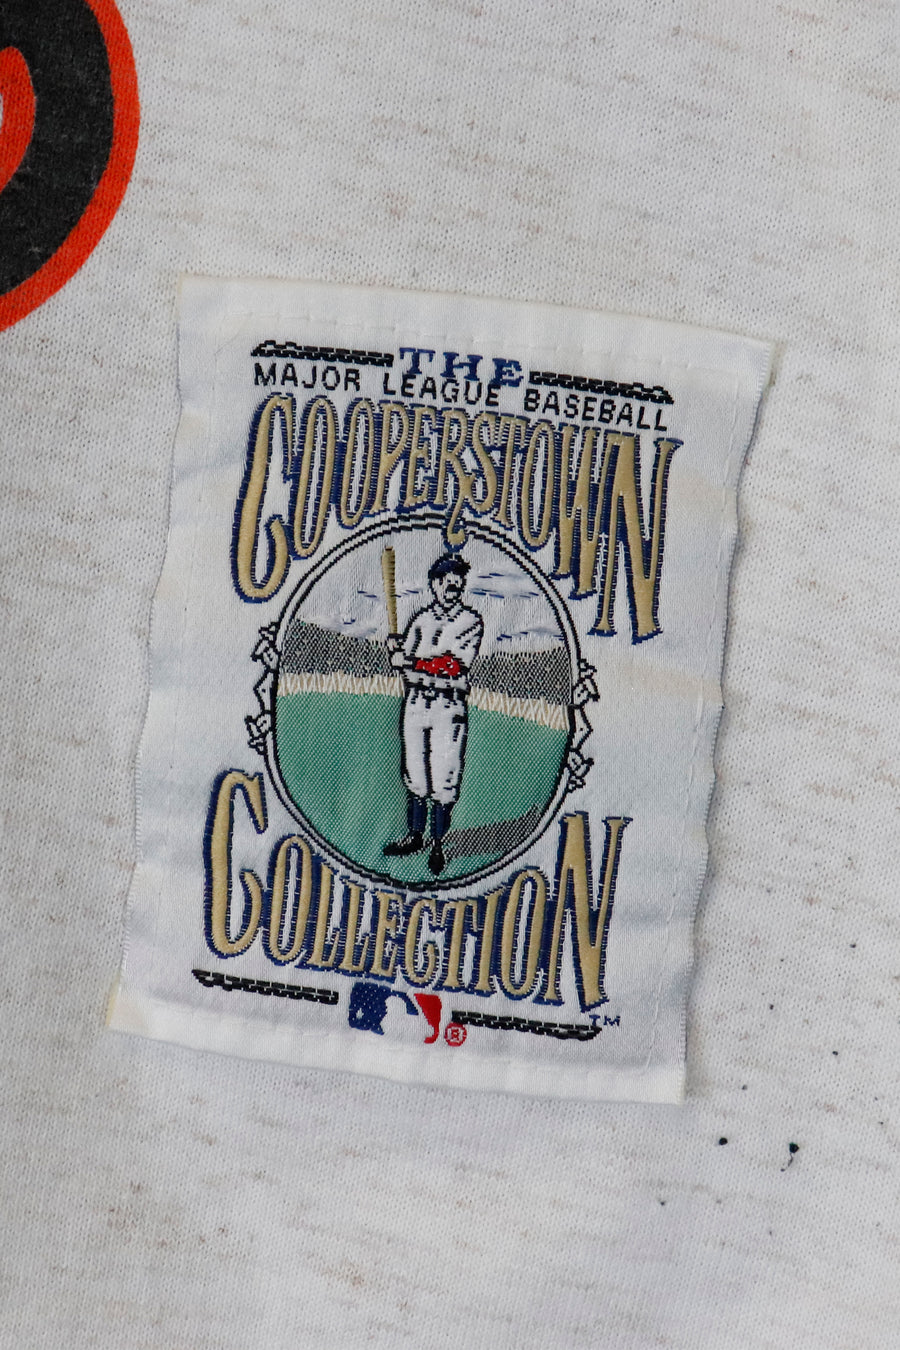 THE
MAJOR LEAGUE BASEBALL
COOPERSTOWN
COLLECTION
®
TM